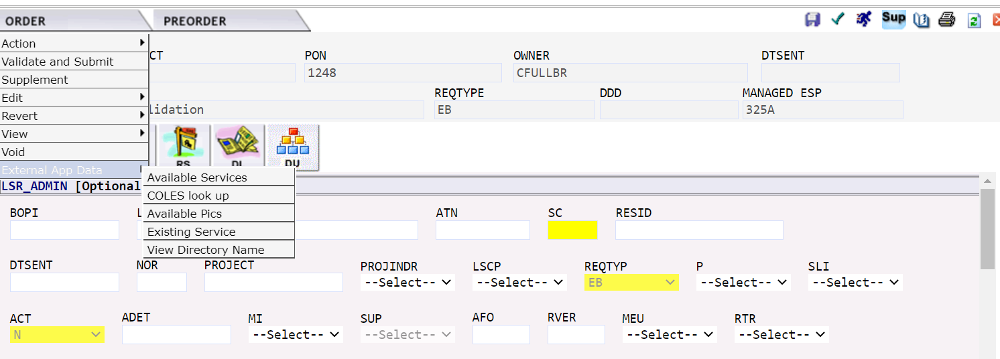 ORDER PREORDER Sup
Action
CT PON OWNER DTSENT
Validate and Submit
1248 CFULLBR
Supplement
Edit
REQTYPE DDD MANAGED ESP
Revert
lidation EB 325A
View
Void
RS DL DU
External App Data
Available Services
LSR_ADMIN [Optional
COLES look up
BOPI L Available Pics ATN SC RESID
Existing Service
View Directory Name
DTSENT NOR PROJECT PROJINDR LSCP REQTYP P SLI
--Select-- --Select-- EB --Select-- --Select--
ACT ADET MI SUP AFO RVER MEU RTR
N --Select-- --Select-- --Select-- --Select--